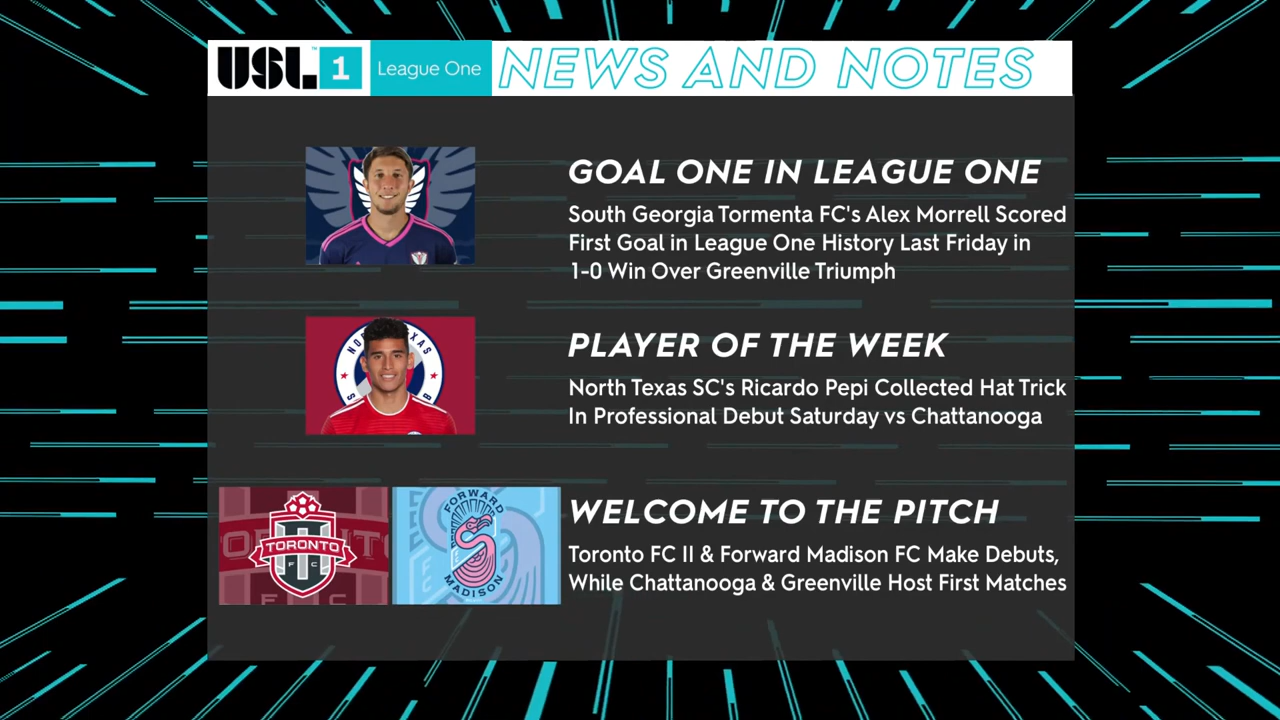 USL™ 1 League One NEWS AND NOTES
GOAL ONE IN LEAGUE ONE
South Georgia Tormenta FC's Alex Morrell Scored
First Goal in League One History Last Friday in
1-0 Win Over Greenville Triumph
PLAYER OF THE WEEK
North Texas SC's Ricardo Pepi Collected Hat Trick
In Professional Debut Saturday vs Chattanooga
TORONTO
FC
FORWARD
MADISON
WELCOME TO THE PITCH
Toronto FC II & Forward Madison FC Make Debuts,
While Chattanooga & Greenville Host First Matches